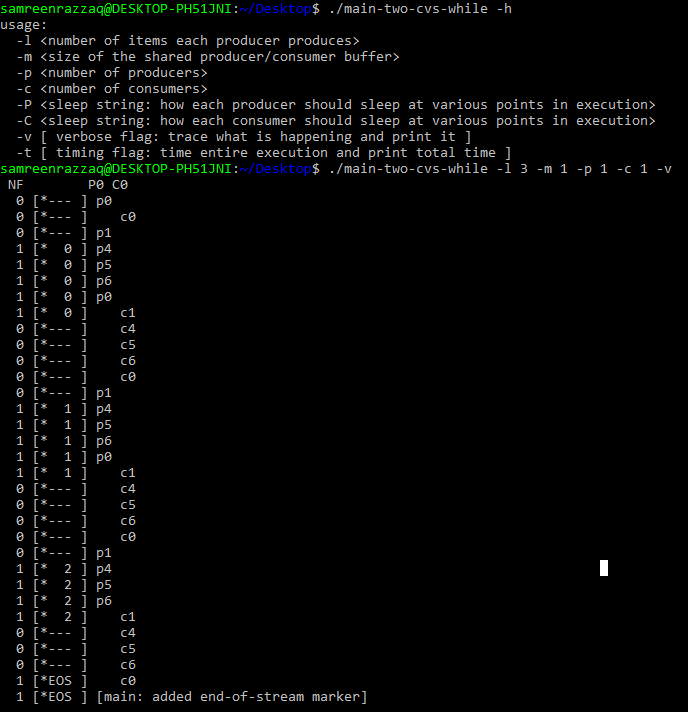 samreenrazzaq@DESKTOP-PH51JNI:~/Desktop$ ./main-two-cvs-while -h
usage:
  -l <number of items each producer produces>
  -m <size of the shared producer/consumer buffer>
  -p <number of producers>
  -c <number of consumers>
  -P <sleep string: how each producer should sleep at various points in execution>
  -C <sleep string: how each consumer should sleep at various points in execution>
  -v [ verbose flag: trace what is happening and print it ]
  -t [ timing flag: time entire execution and print total time ]
samreenrazzaq@DESKTOP-PH51JNI:~/Desktop$ ./main-two-cvs-while -l 3 -m 1 -p 1 -c 1 -v
 NF        P0 C0
  0 [*--- ] p0
  0 [*--- ]    c0
  0 [*--- ] p1
  1 [*  0 ] p4
  1 [*  0 ] p5
  1 [*  0 ] p6
  1 [*  0 ] p0
  1 [*  0 ]    c1
  0 [*--- ]    c4
  0 [*--- ]    c5
  0 [*--- ]    c6
  0 [*--- ]    c0
  0 [*--- ] p1
  1 [*  1 ] p4
  1 [*  1 ] p5
  1 [*  1 ] p6
  1 [*  1 ] p0
  1 [*  1 ]    c1
  0 [*--- ]    c4
  0 [*--- ]    c5
  0 [*--- ]    c6
  0 [*--- ]    c0
  0 [*--- ] p1
  1 [*  2 ] p4
  1 [*  2 ] p5
  1 [*  2 ] p6
  1 [*  2 ]    c1
  0 [*--- ]    c4
  0 [*--- ]    c5
  0 [*--- ]    c6
  1 [*EOS ]    c0
  1 [*EOS ] [main: added end-of-stream marker]